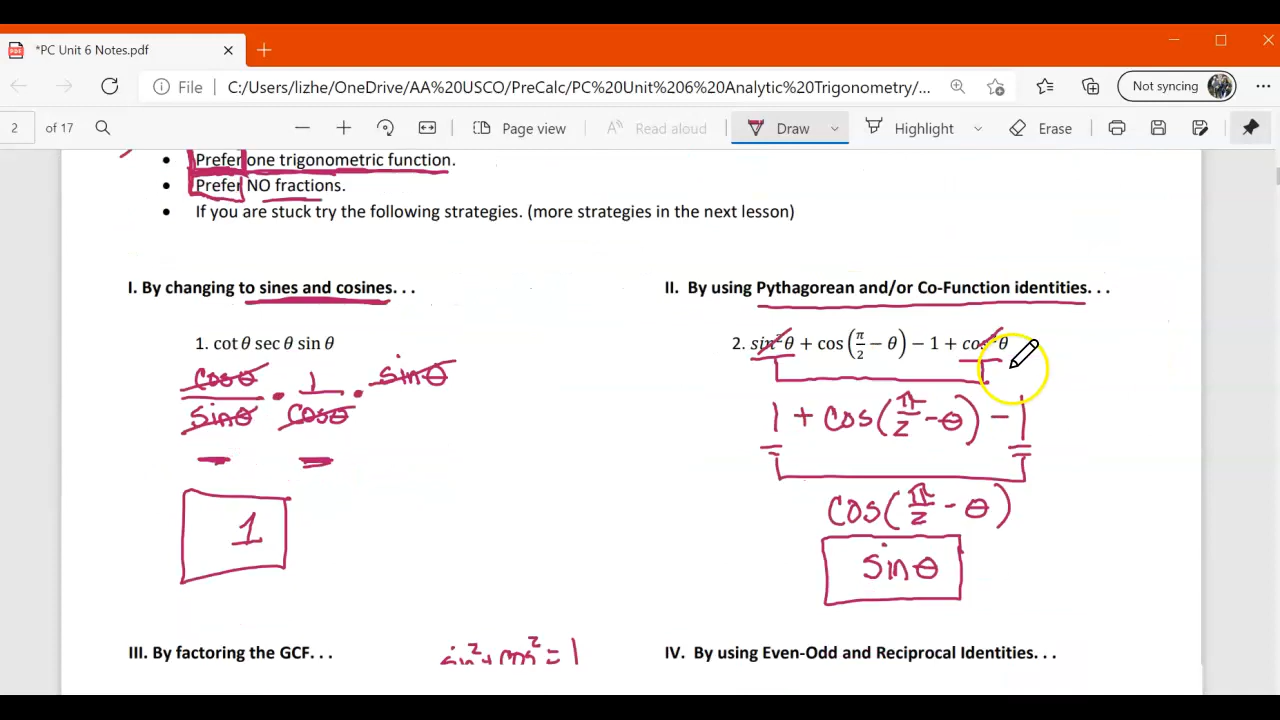 *PC Unit 6 Notes.pdf
File C:/Users/lizhe/OneDrive/AA%20USCO/PreCalc/PC%20Unit%206%20Analytic%20Trigonometry/... Not syncing
2 of 17 Page view Read aloud Draw Highlight Erase
• Prefer one trigonometric function.
• Prefer NO fractions.
• If you are stuck try the following strategies. (more strategies in the next lesson)
I. By changing to sines and cosines. . .
1. cot θ sec θ sin θ
cosθ/sinθ • 1/cosθ • sinθ
1
II. By using Pythagorean and/or Co-Function identities. . .
2. sin²θ + cos(π/2 − θ) − 1 + cos²θ
1 + cos(π/2 − θ) − 1
cos(π/2 − θ)
sinθ
III. By factoring the GCF. . .
sin² + cos² = 1
IV. By using Even-Odd and Reciprocal Identities. . .